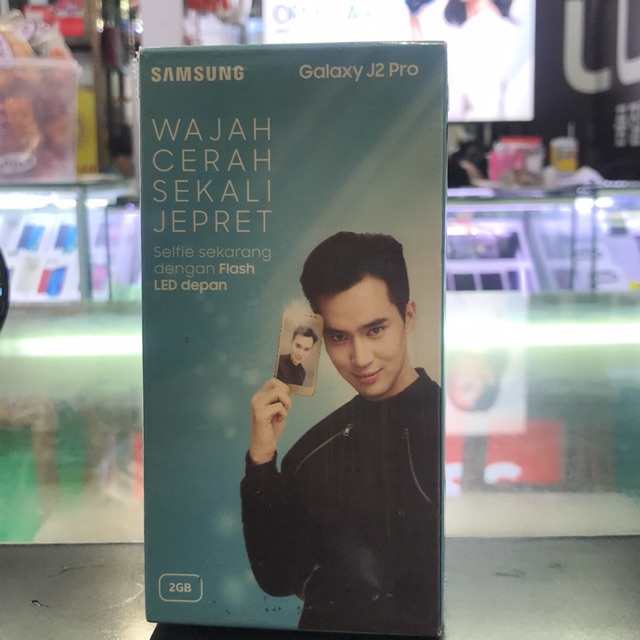 SAMSUNG
Galaxy J2 Pro
WAJAH
CERAH
SEKALI
JEPRET
Selfie sekarang
dengan Flash
LED depan
2GB